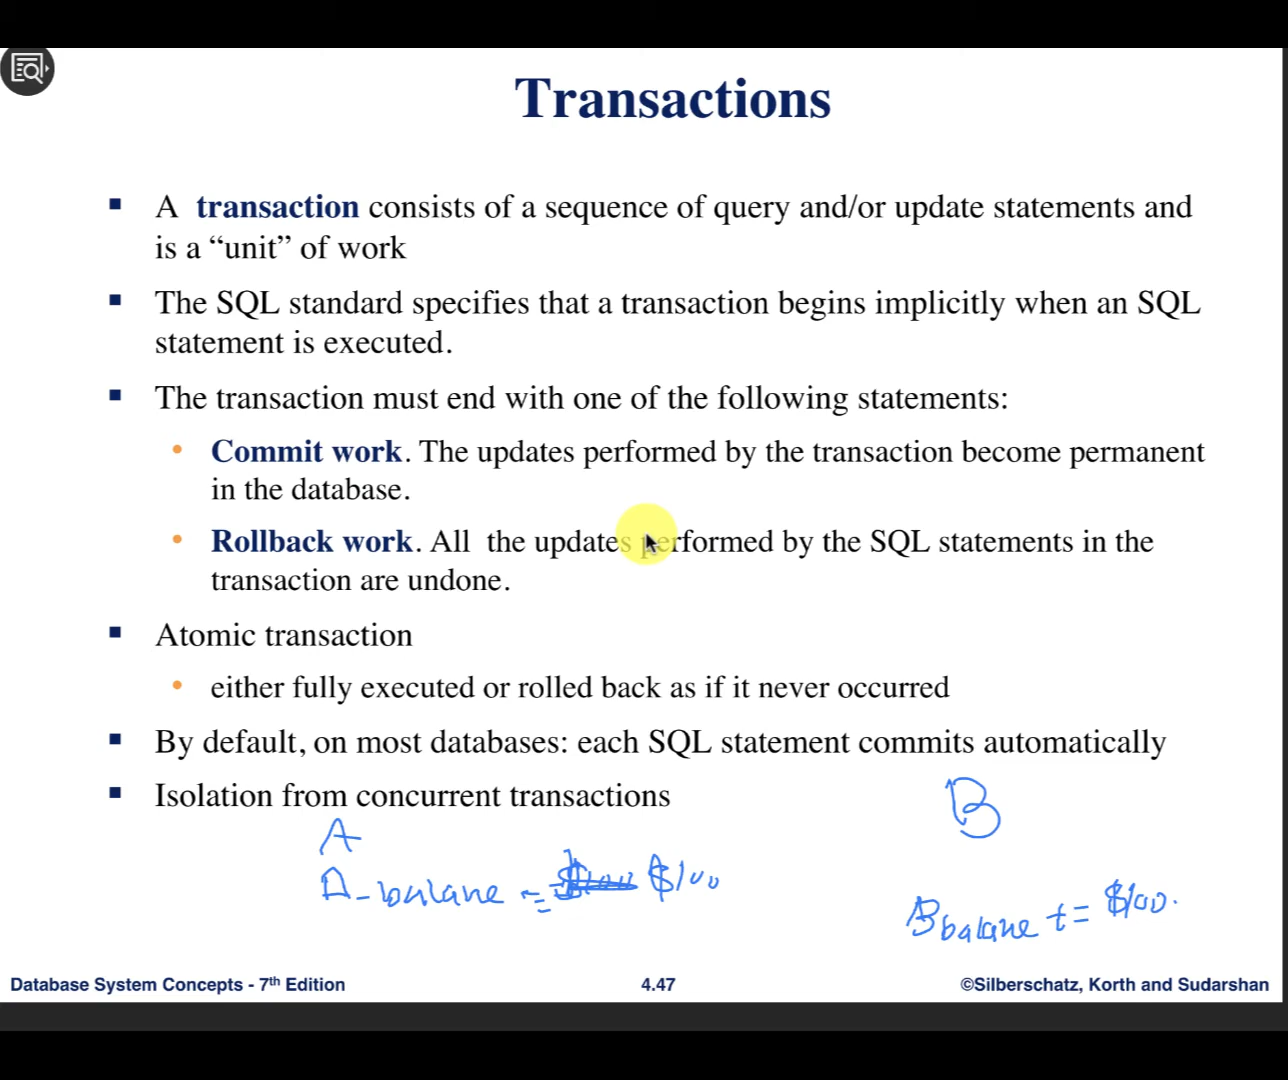 Transactions
A transaction consists of a sequence of query and/or update statements and
is a “unit” of work
The SQL standard specifies that a transaction begins implicitly when an SQL
statement is executed.
The transaction must end with one of the following statements:
Commit work. The updates performed by the transaction become permanent
in the database.
Rollback work. All the updates performed by the SQL statements in the
transaction are undone.
Atomic transaction
either fully executed or rolled back as if it never occurred
By default, on most databases: each SQL statement commits automatically
Isolation from concurrent transactions
A
B
A-balane -= $100
Bbalane += $100.
Database System Concepts - 7th Edition
4.47
©Silberschatz, Korth and Sudarshan